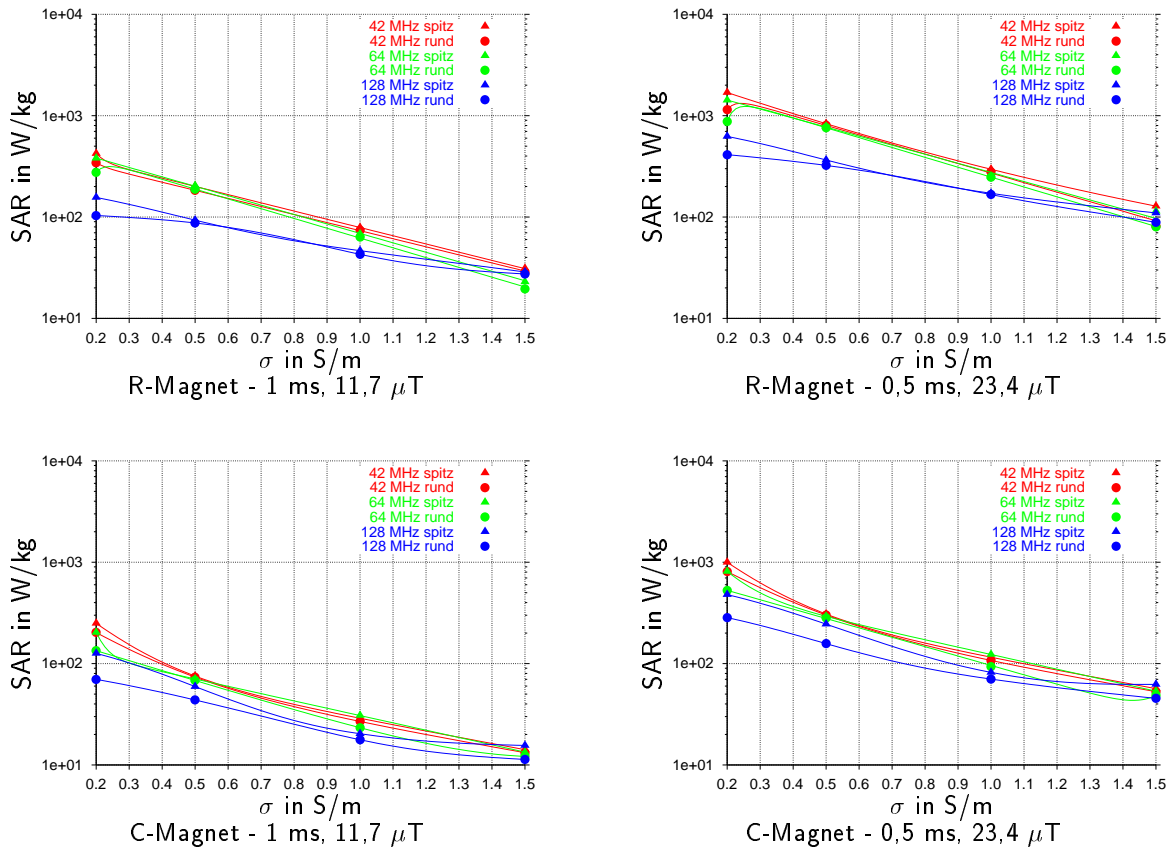 1e+04
1e+03
1e+02
1e+01
SAR in W/kg
42 MHz spitz
42 MHz rund
64 MHz spitz
64 MHz rund
128 MHz spitz
128 MHz rund
0.2 0.3 0.4 0.5 0.6 0.7 0.8 0.9 1.0 1.1 1.2 1.3 1.4 1.5
σ in S/m
R-Magnet - 1 ms, 11,7 μT
1e+04
1e+03
1e+02
1e+01
SAR in W/kg
42 MHz spitz
42 MHz rund
64 MHz spitz
64 MHz rund
128 MHz spitz
128 MHz rund
0.2 0.3 0.4 0.5 0.6 0.7 0.8 0.9 1.0 1.1 1.2 1.3 1.4 1.5
σ in S/m
R-Magnet - 0,5 ms, 23,4 μT
1e+04
1e+03
1e+02
1e+01
SAR in W/kg
42 MHz spitz
42 MHz rund
64 MHz spitz
64 MHz rund
128 MHz spitz
128 MHz rund
0.2 0.3 0.4 0.5 0.6 0.7 0.8 0.9 1.0 1.1 1.2 1.3 1.4 1.5
σ in S/m
C-Magnet - 1 ms, 11,7 μT
1e+04
1e+03
1e+02
1e+01
SAR in W/kg
42 MHz spitz
42 MHz rund
64 MHz spitz
64 MHz rund
128 MHz spitz
128 MHz rund
0.2 0.3 0.4 0.5 0.6 0.7 0.8 0.9 1.0 1.1 1.2 1.3 1.4 1.5
σ in S/m
C-Magnet - 0,5 ms, 23,4 μT